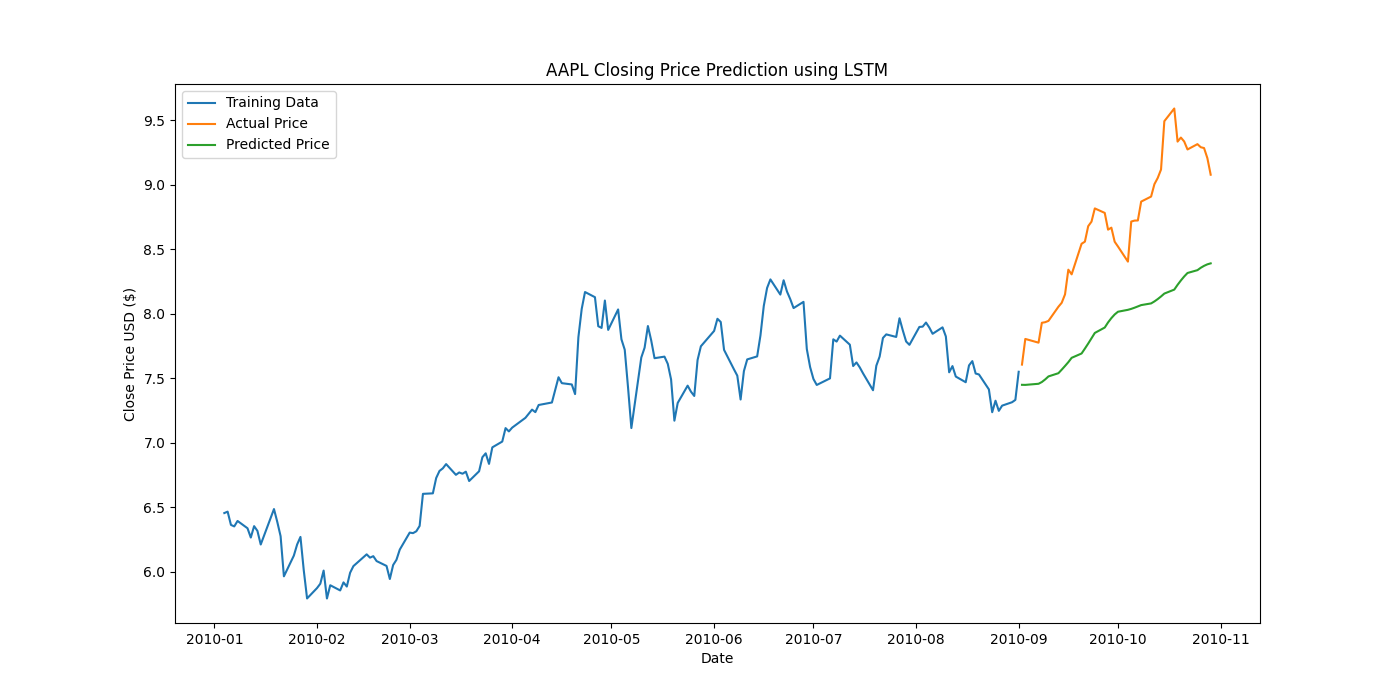 AAPL Closing Price Prediction using LSTM
Training Data
Actual Price
Predicted Price
Close Price USD ($)
9.5
9.0
8.5
8.0
7.5
7.0
6.5
6.0
2010-01 2010-02 2010-03 2010-04 2010-05 2010-06 2010-07 2010-08 2010-09 2010-10 2010-11
Date